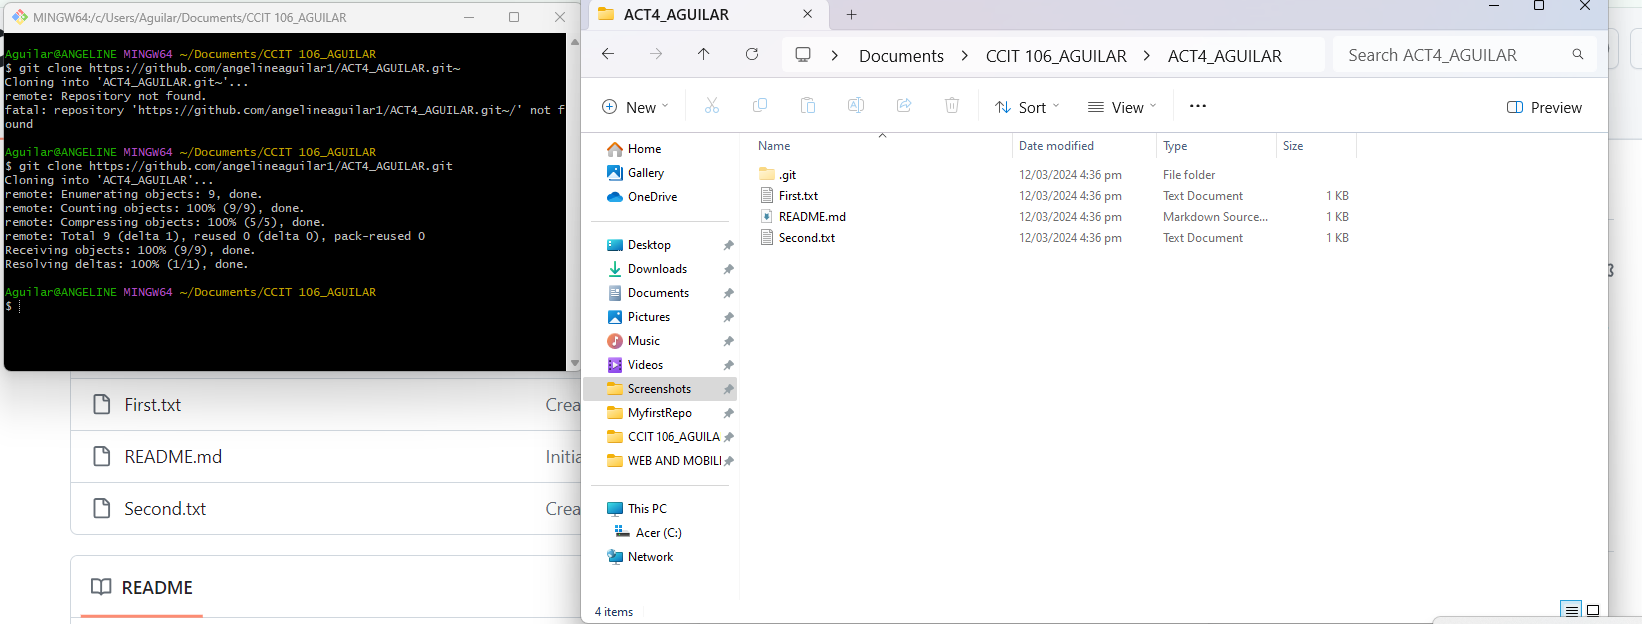 MINGW64:/c/Users/Aguilar/Documents/CCIT 106_AGUILAR
Aguilar@ANGELINE MINGW64 ~/Documents/CCIT 106_AGUILAR
$ git clone https://github.com/angelineaguilar1/ACT4_AGUILAR.git~
Cloning into 'ACT4_AGUILAR.git~'...
remote: Repository not found.
fatal: repository 'https://github.com/angelineaguilar1/ACT4_AGUILAR.git~/' not f
ound
Aguilar@ANGELINE MINGW64 ~/Documents/CCIT 106_AGUILAR
$ git clone https://github.com/angelineaguilar1/ACT4_AGUILAR.git
Cloning into 'ACT4_AGUILAR'...
remote: Enumerating objects: 9, done.
remote: Counting objects: 100% (9/9), done.
remote: Compressing objects: 100% (5/5), done.
remote: Total 9 (delta 1), reused 0 (delta 0), pack-reused 0
Receiving objects: 100% (9/9), done.
Resolving deltas: 100% (1/1), done.
Aguilar@ANGELINE MINGW64 ~/Documents/CCIT 106_AGUILAR
$
First.txt Crea
README.md Initia
Second.txt Crea
README
ACT4_AGUILAR
Documents > CCIT 106_AGUILAR > ACT4_AGUILAR
Search ACT4_AGUILAR
New Sort View ... Preview
Home
Gallery
OneDrive
Desktop
Downloads
Documents
Pictures
Music
Videos
Screenshots
MyfirstRepo
CCIT 106_AGUILA
WEB AND MOBILI
This PC
Acer (C:)
Network
Name Date modified Type Size
.git 12/03/2024 4:36 pm File folder
First.txt 12/03/2024 4:36 pm Text Document 1 KB
README.md 12/03/2024 4:36 pm Markdown Source... 1 KB
Second.txt 12/03/2024 4:36 pm Text Document 1 KB
4 items